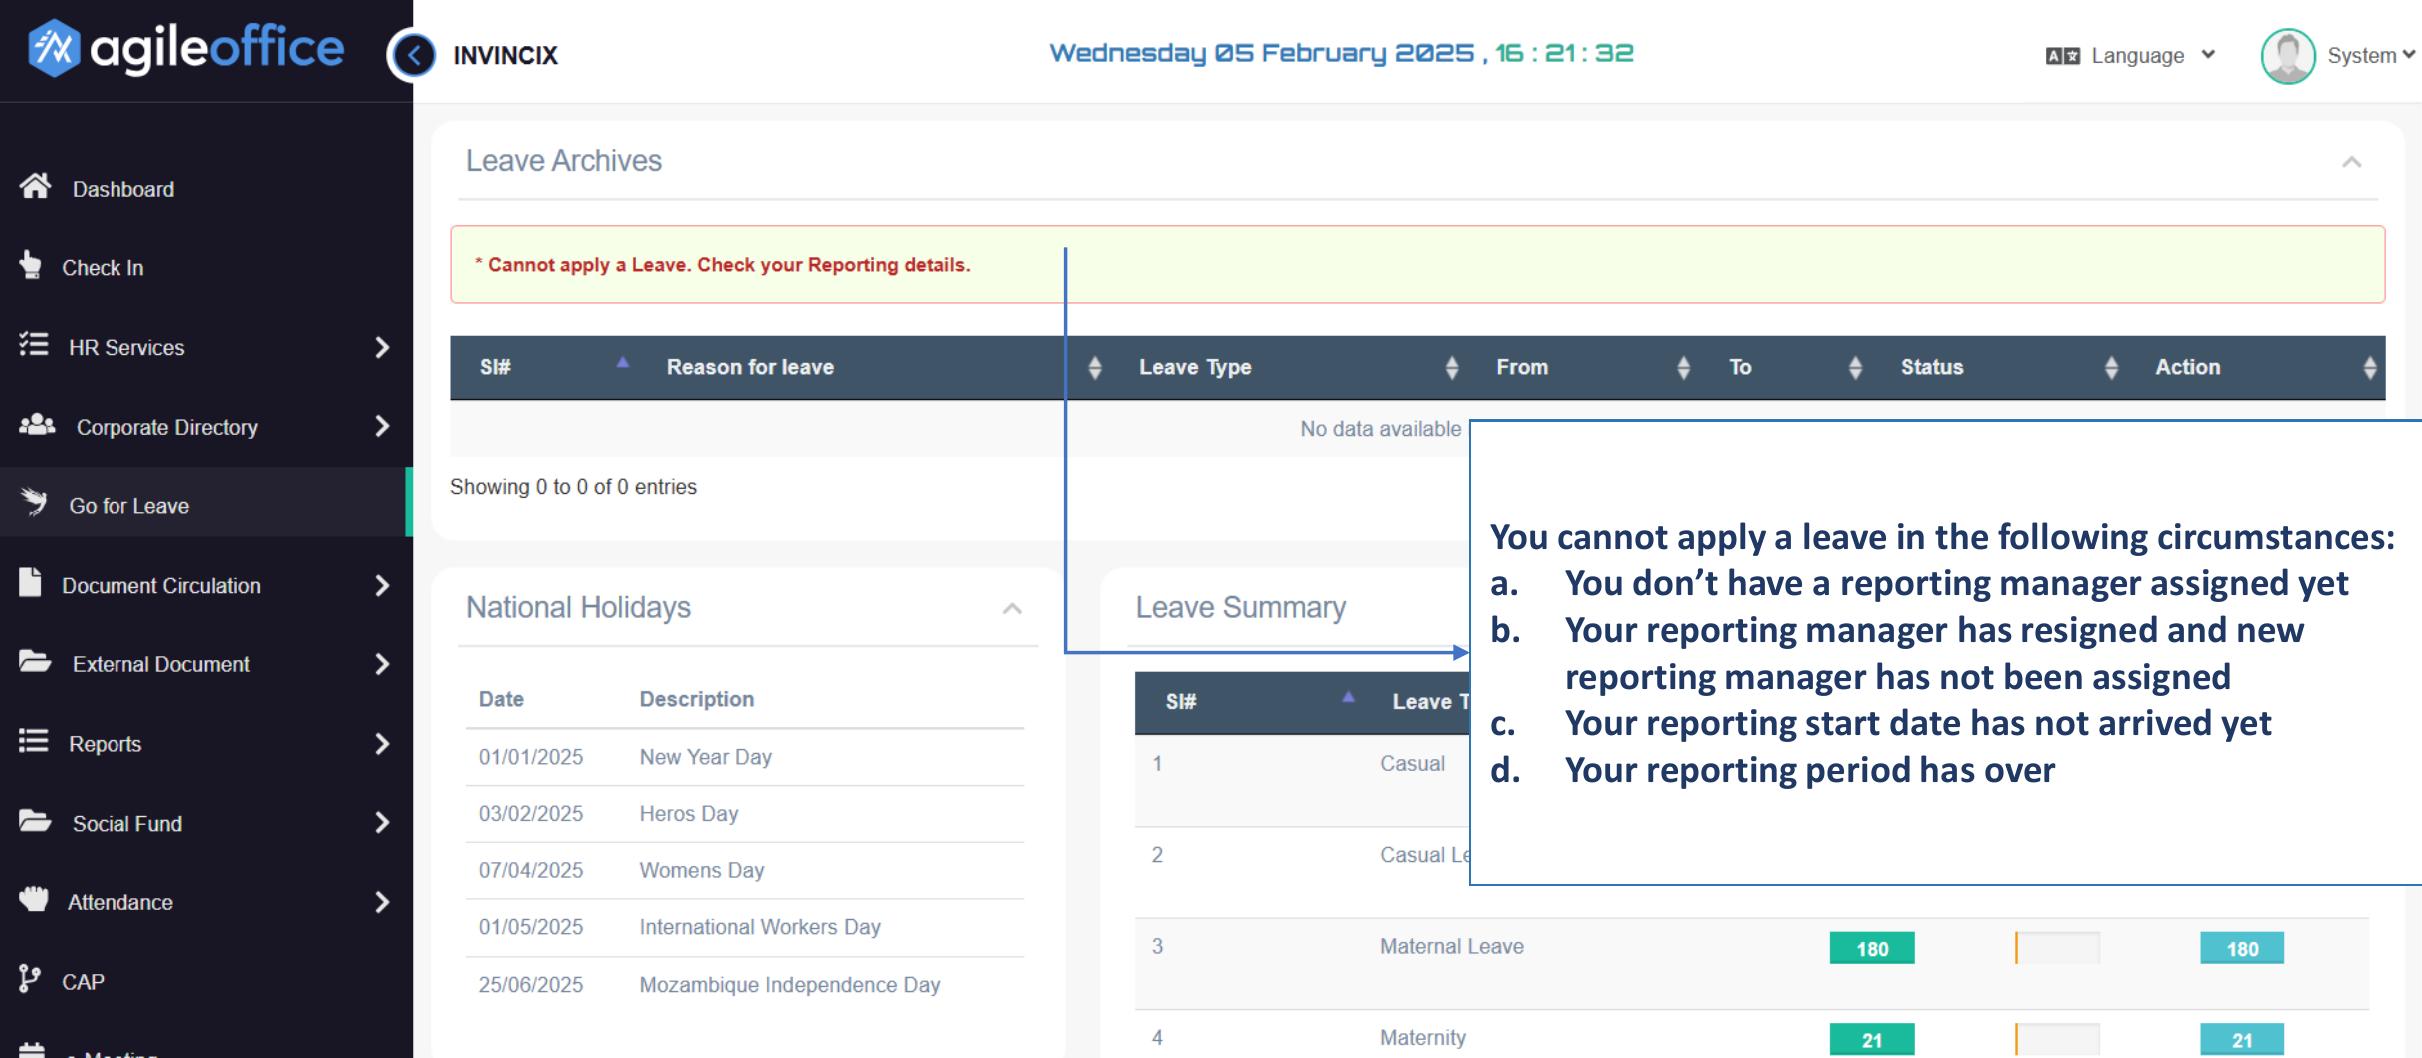 agileoffice
INVINCIX
Wednesday 05 February 2025 , 16 : 21 : 32
Language
System
Dashboard
Check In
HR Services
Corporate Directory
Go for Leave
Document Circulation
External Document
Reports
Social Fund
Attendance
CAP
Leave Archives
* Cannot apply a Leave. Check your Reporting details.
Sl# Reason for leave Leave Type From To Status Action
No data available
Showing 0 to 0 of 0 entries
National Holidays
Date Description
01/01/2025 New Year Day
03/02/2025 Heros Day
07/04/2025 Womens Day
01/05/2025 International Workers Day
25/06/2025 Mozambique Independence Day
Leave Summary
Sl# Leave T
1 Casual
2 Casual Le
3 Maternal Leave 180 180
4 Maternity 21 21
You cannot apply a leave in the following circumstances:
a. You don’t have a reporting manager assigned yet
b. Your reporting manager has resigned and new
reporting manager has not been assigned
c. Your reporting start date has not arrived yet
d. Your reporting period has over